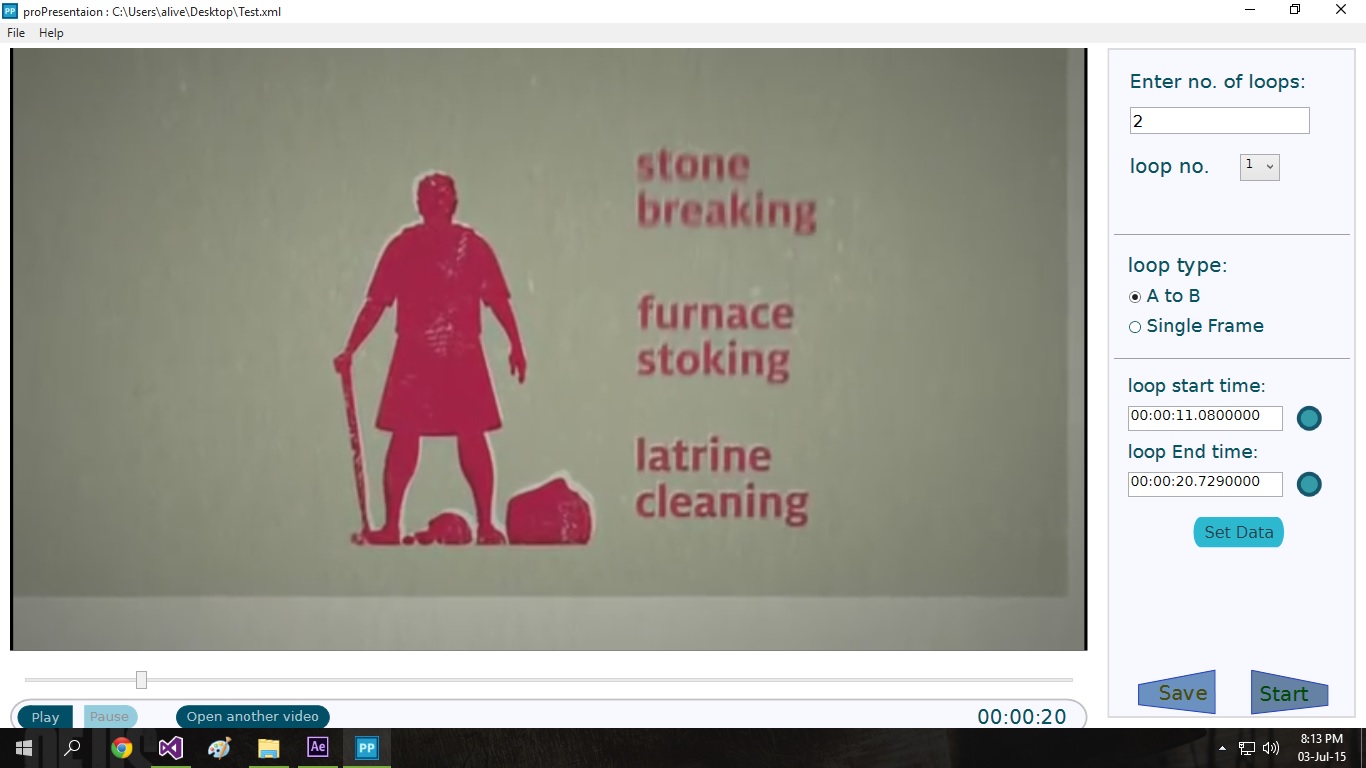 proPresentaion : C:\Users\alive\Desktop\Test.xml
File Help
stone
breaking
furnace
stoking
latrine
cleaning
Enter no. of loops:
2
loop no. 1
loop type:
A to B
Single Frame
loop start time:
00:00:11.0800000
loop End time:
00:00:20.7290000
Set Data
Save Start
Play Pause Open another video 00:00:20
Ae PP
8:13 PM
03-Jul-15